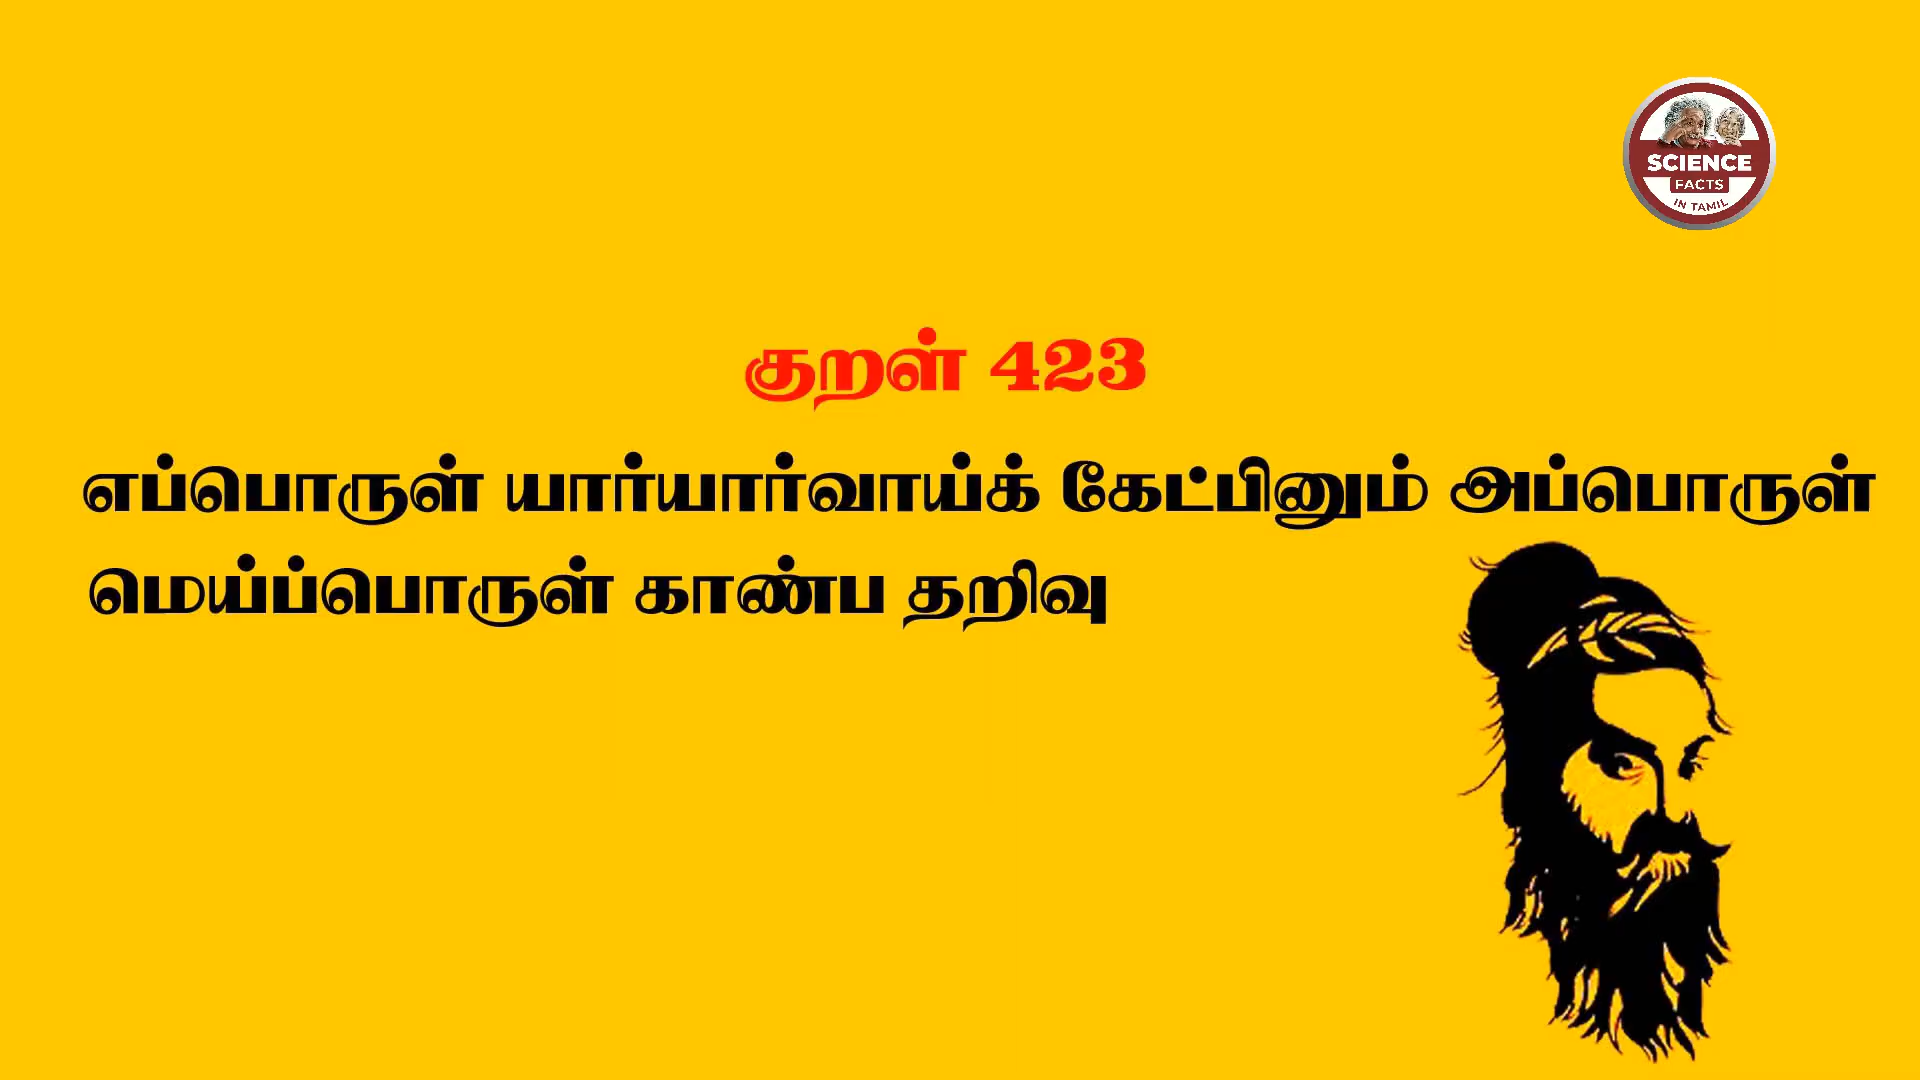 SCIENCE
FACTS
IN TAMIL
குறள் 423
எப்பொருள் யார்யார்வாய்க் கேட்பினும் அப்பொருள்
மெய்ப்பொருள் காண்ப தறிவு